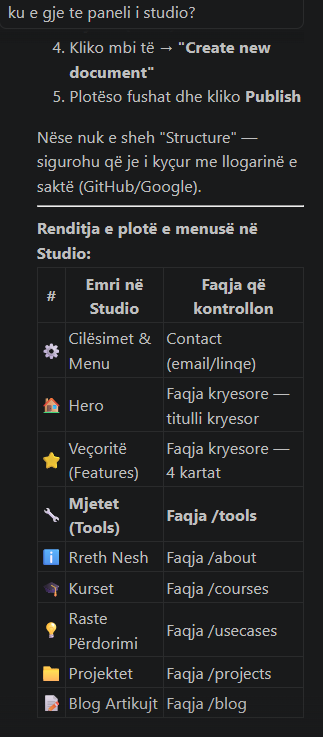 ku e gje te paneli i studio?
4. Kliko mbi të → "Create new
document"
5. Plotëso fushat dhe kliko Publish
Nëse nuk e sheh "Structure" —
sigurohu që je i kyçur me llogarinë e
saktë (GitHub/Google).
Renditja e plotë e menusë në
Studio:
# Emri në Studio Faqja që kontrollon
⚙️ Cilësimet & Menu Contact (email/linqe)
🏠 Hero Faqja kryesore — titulli kryesor
⭐ Veçoritë (Features) Faqja kryesore — 4 kartat
🔧 Mjetet (Tools) Faqja /tools
ℹ️ Rreth Nesh Faqja /about
🎓 Kurset Faqja /courses
💡 Raste Përdorimi Faqja /usecases
📁 Projektet Faqja /projects
📝 Blog Artikujt Faqja /blog